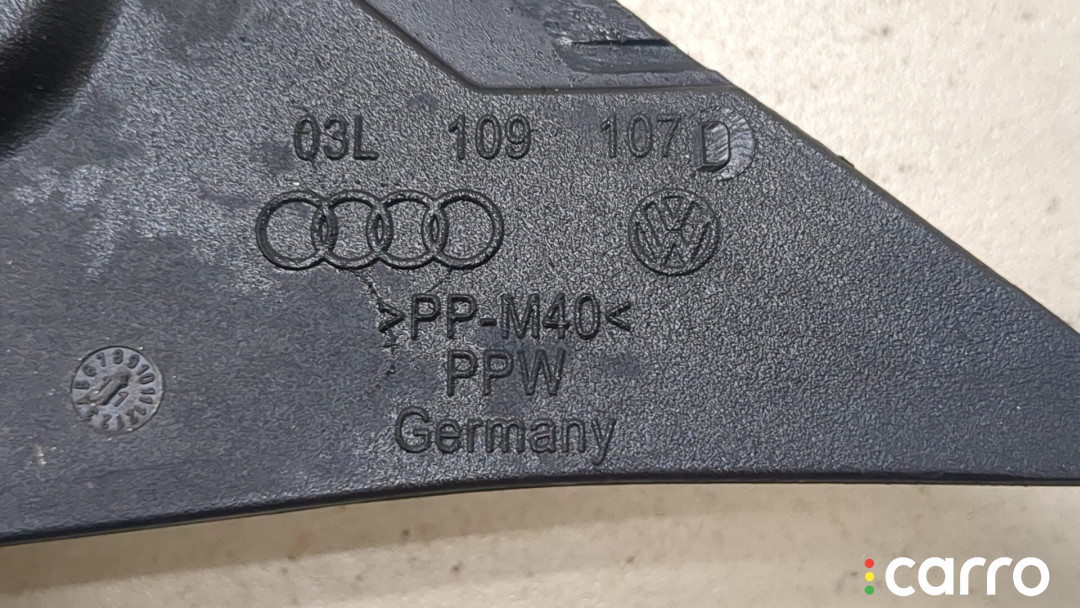 03L 109 107 D
>PP-M40<
PPW
Germany
carro